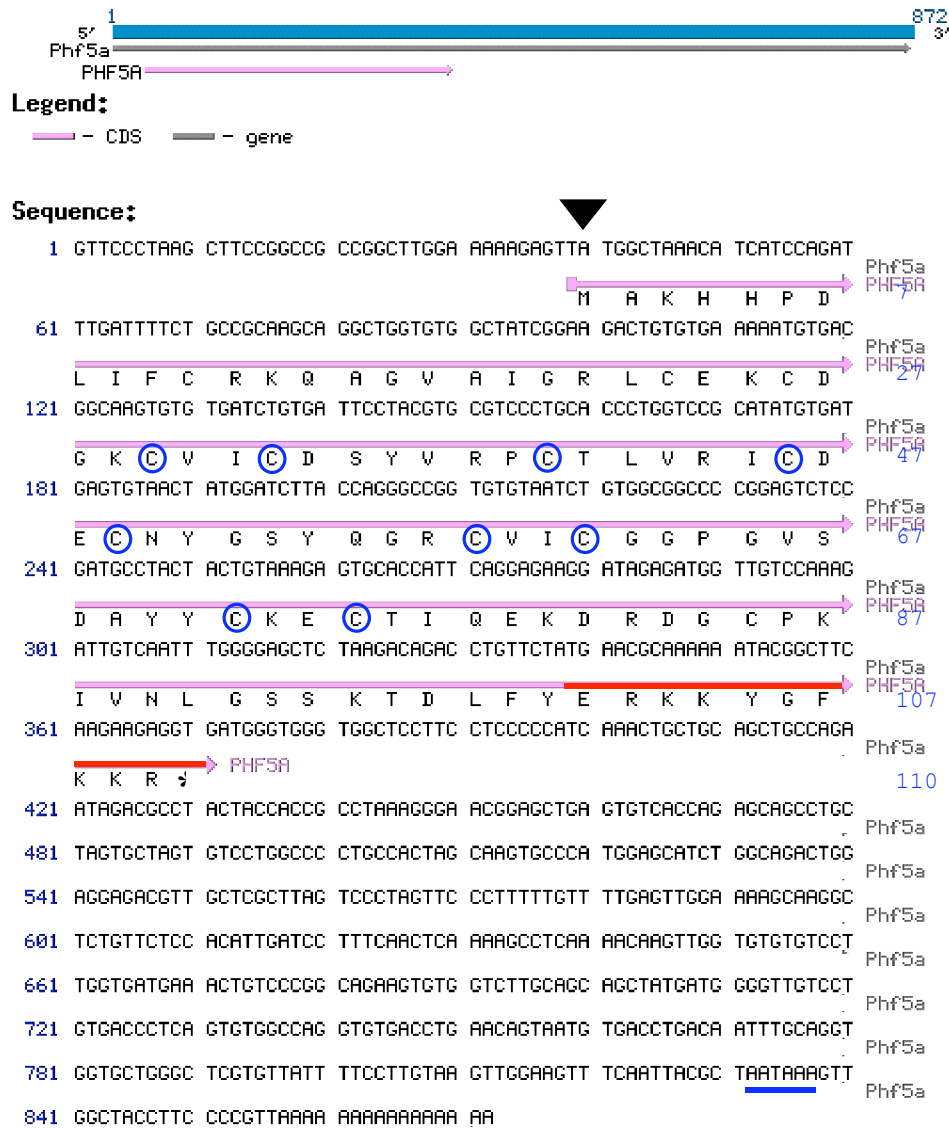 1 872
5' 3'
Phf5a
PHF5A
Legend:
– CDS – gene
Sequence:
1 GTTCCCTAAG CTTCCGGCCG CCGGCTTGGA AAAAGAGTTA TGGCTAAACA TCATCCAGAT
Phf5a
PHF5A
M A K H H P D 7
61 TTGATTTTCT GCCGCAAGCA GGCTGGTGTG GCTATCGGAA GACTGTGTGA AAAATGTGAC
Phf5a
PHF5A
L I F C R K Q A G V A I G R L C E K C D 27
121 GGCAAGTGTG TGATCTGTGA TTCCTACGTG CGTCCCTGCA CCCTGGTCCG CATATGTGAT
Phf5a
PHF5A
G K C V I C D S Y V R P C T L V R I C D 47
181 GAGTGTAACT ATGGATCTTA CCAGGGCCGG TGTGTAATCT GTGGCGGCCC CGGAGTCTCC
Phf5a
PHF5A
E C N Y G S Y Q G R C V I C G G P G V S 67
241 GATGCCTACT ACTGTAAAGA GTGCACCATT CAGGAGAAGG ATAGAGATGG TTGTCCAAAG
Phf5a
PHF5A
D A Y Y C K E C T I Q E K D R D G C P K 87
301 ATTGTCAATT TGGGGAGCTC TAAGACAGAC CTGTTCTATG AACGCAAAAA ATACGGCTTC
Phf5a
PHF5A
I V N L G S S K T D L F Y E R K K Y G F 107
361 AAGAAGAGGT GATGGGTGGG TGGCTCCTTC CTCCCCCATC AAACTGCTGC AGCTGCCAGA
Phf5a
PHF5A
K K R 110
421 ATAGACGCCT ACTACCACCG CCTAAAGGGA ACGGAGCTGA GTGTCACCAG AGCAGCCTGC
Phf5a
481 TAGTGCTAGT GTCCTGGCCC CTGCCACTAG CAAGTGCCCA TGGAGCATCT GGCAGACTGG
Phf5a
541 AGGAGACGTT GCTCGCTTAG TCCCTAGTTC CCTTTTTGTT TTGAGTTGGA AAAGCAAGGC
Phf5a
601 TCTGTTCTCC ACATTGATCC TTTCAACTCA AAAGCCTCAA AACAAGTTGG TGTGTGTCCT
Phf5a
661 TGGTGATGAA ACTGTCCCGG CAGAAGTGTG GTCTTGCAGC AGCTATGATG GGGTTGTCCT
Phf5a
721 GTGACCCTCA GTGTGGCCAG GTGTGACCTG AACAGTAATG TGACCTGACA ATTTGCAGGT
Phf5a
781 GGTGCTGGGC TCGTGTTATT TTCCTTGTAA GTTGGAAGTT TCAATTACGC TAATAAAGTT
Phf5a
841 GGCTACCTTC CCCGTTAAAA AAAAAAAAAA AA